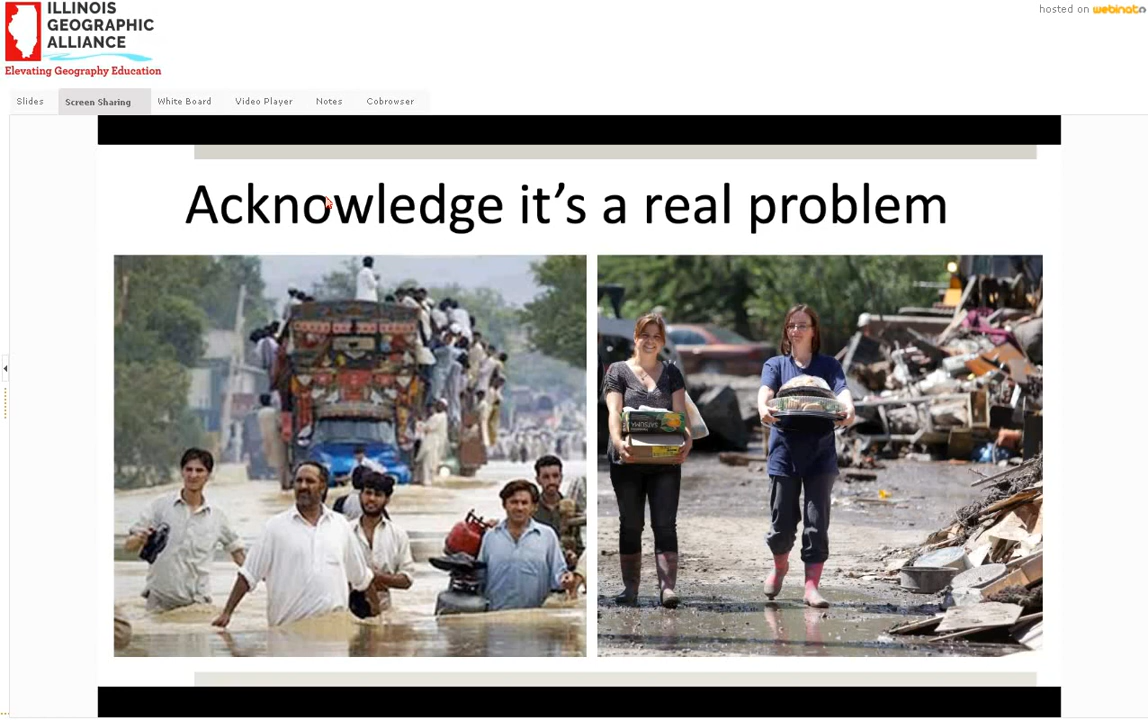 ILLINOIS
GEOGRAPHIC
ALLIANCE
Elevating Geography Education
hosted on webinato
Slides
Screen Sharing
White Board
Video Player
Notes
Cobrowser
Acknowledge it's a real problem